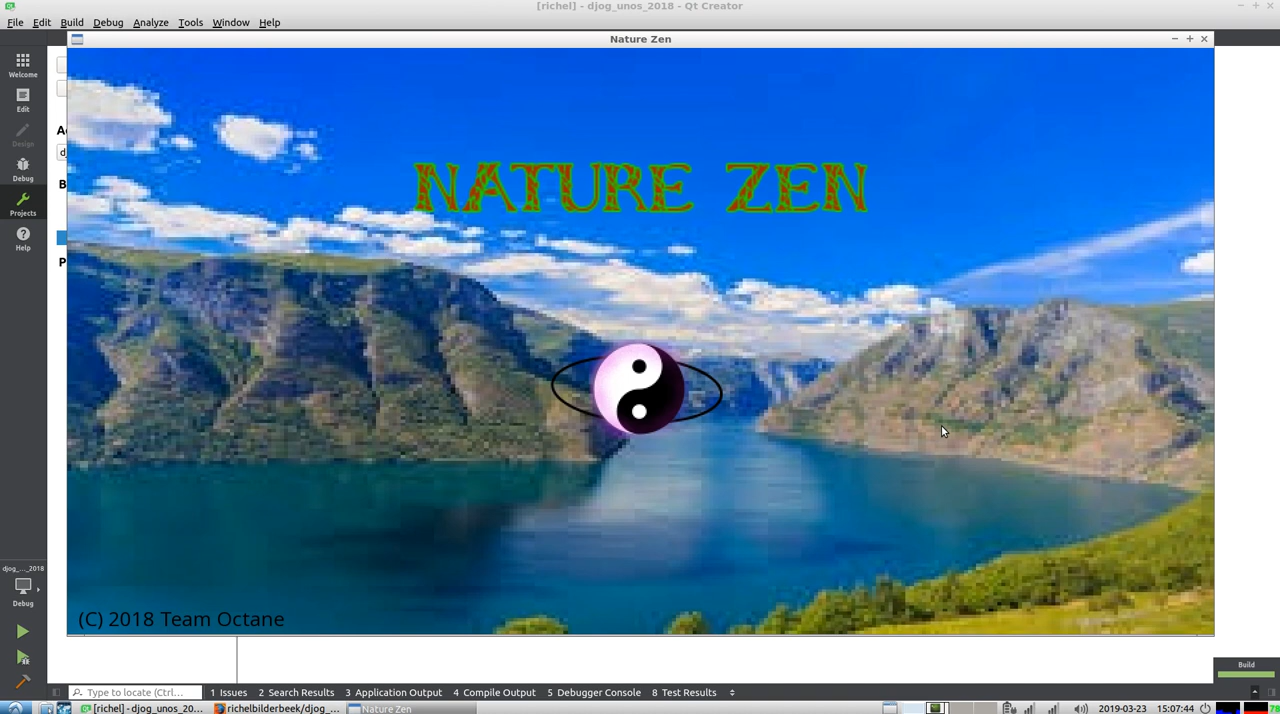 [richel] - djog_unos_2018 - Qt Creator
File Edit Build Debug Analyze Tools Window Help
Nature Zen
Welcome
Edit
Design
Debug
Projects
Help
NATURE ZEN
(C) 2018 Team Octane
djog_..._2018
Debug
Build
Type to locate (Ctrl... 1 Issues 2 Search Results 3 Application Output 4 Compile Output 5 Debugger Console 8 Test Results
[richel] - djog_unos_20... richelbilderbeek/djog_... Nature Zen 2019-03-23 15:07:44